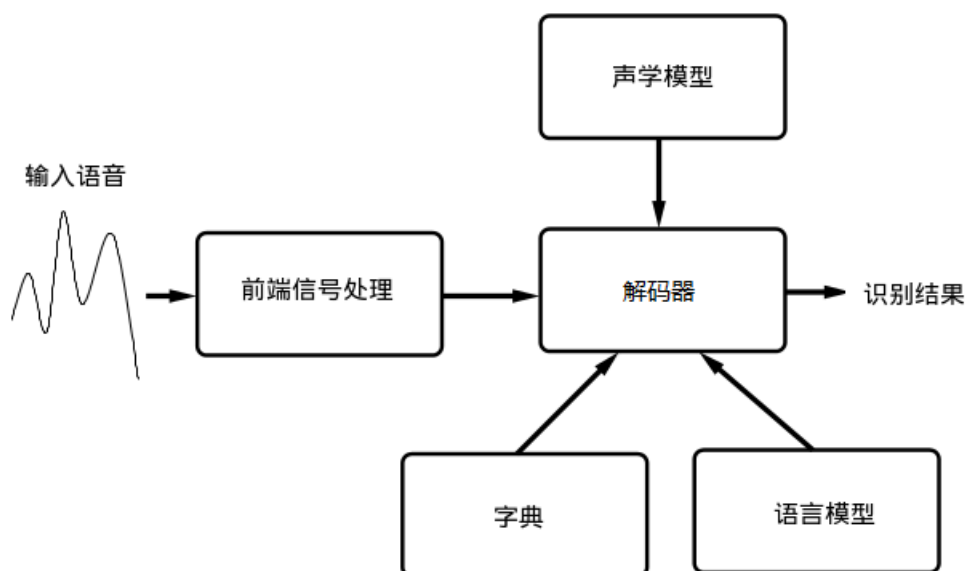 声学模型
输入语音
前端信号处理
解码器
识别结果
字典
语言模型